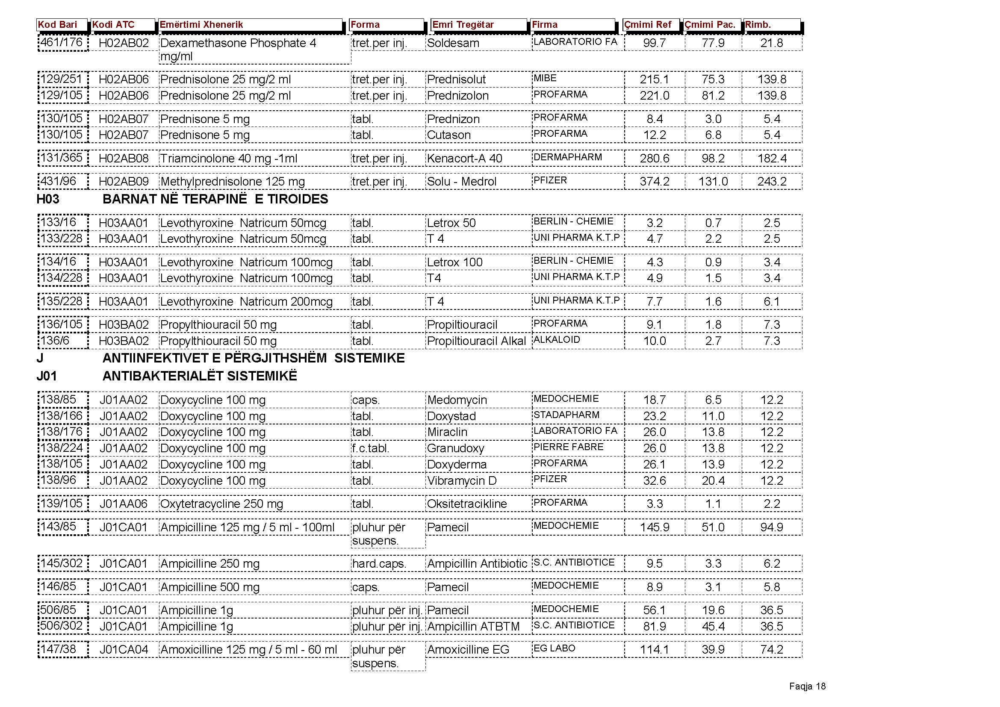 Kod Bari Kodi ATC Emërtimi Xhenerik Forma Emri Tregëtar Firma Çmimi Ref Çmimi Pac. Rimb.
461/176 H02AB02 Dexamethasone Phosphate 4 tret.per inj. Soldesam LABORATORIO FA 99.7 77.9 21.8
mg/ml
129/251 H02AB06 Prednisolone 25 mg/2 ml tret.per inj. Prednisolut MIBE 215.1 75.3 139.8
129/105 H02AB06 Prednisolone 25 mg/2 ml tret.per inj. Prednizolon PROFARMA 221.0 81.2 139.8
130/105 H02AB07 Prednisone 5 mg tabl. Prednizon PROFARMA 8.4 3.0 5.4
130/105 H02AB07 Prednisone 5 mg tabl. Cutason PROFARMA 12.2 6.8 5.4
131/365 H02AB08 Triamcinolone 40 mg -1ml tret.per inj. Kenacort-A 40 DERMAPHARM 280.6 98.2 182.4
431/96 H02AB09 Methylprednisolone 125 mg tret.per inj. Solu - Medrol PFIZER 374.2 131.0 243.2
H03 BARNAT NË TERAPINË E TIROIDES
133/16 H03AA01 Levothyroxine Natricum 50mcg tabl. Letrox 50 BERLIN - CHEMIE 3.2 0.7 2.5
133/228 H03AA01 Levothyroxine Natricum 50mcg tabl. T 4 UNI PHARMA K.T.P 4.7 2.2 2.5
134/16 H03AA01 Levothyroxine Natricum 100mcg tabl. Letrox 100 BERLIN - CHEMIE 4.3 0.9 3.4
134/228 H03AA01 Levothyroxine Natricum 100mcg tabl. T4 UNI PHARMA K.T.P 4.9 1.5 3.4
135/228 H03AA01 Levothyroxine Natricum 200mcg tabl. T 4 UNI PHARMA K.T.P 7.7 1.6 6.1
136/105 H03BA02 Propylthiouracil 50 mg tabl. Propiltiouracil PROFARMA 9.1 1.8 7.3
136/6 H03BA02 Propylthiouracil 50 mg tabl. Propiltiouracil Alkal ALKALOID 10.0 2.7 7.3
J ANTIINFEKTIVET E PËRGJITHSHËM SISTEMIKE
J01 ANTIBAKTERIALËT SISTEMIKË
138/85 J01AA02 Doxycycline 100 mg caps. Medomycin MEDOCHEMIE 18.7 6.5 12.2
138/166 J01AA02 Doxycycline 100 mg tabl. Doxystad STADAPHARM 23.2 11.0 12.2
138/176 J01AA02 Doxycycline 100 mg tabl. Miraclin LABORATORIO FA 26.0 13.8 12.2
138/224 J01AA02 Doxycycline 100 mg f.c.tabl. Granudoxy PIERRE FABRE 26.0 13.8 12.2
138/105 J01AA02 Doxycycline 100 mg tabl. Doxyderma PROFARMA 26.1 13.9 12.2
138/96 J01AA02 Doxycycline 100 mg tabl. Vibramycin D PFIZER 32.6 20.4 12.2
139/105 J01AA06 Oxytetracycline 250 mg tabl. Oksitetracikline PROFARMA 3.3 1.1 2.2
143/85 J01CA01 Ampicilline 125 mg / 5 ml - 100ml pluhur për Pamecil MEDOCHEMIE 145.9 51.0 94.9
suspens.
145/302 J01CA01 Ampicilline 250 mg hard.caps. Ampicillin Antibiotic S.C. ANTIBIOTICE 9.5 3.3 6.2
146/85 J01CA01 Ampicilline 500 mg caps. Pamecil MEDOCHEMIE 8.9 3.1 5.8
506/85 J01CA01 Ampicilline 1g pluhur për inj. Pamecil MEDOCHEMIE 56.1 19.6 36.5
506/302 J01CA01 Ampicilline 1g pluhur për inj. Ampicillin ATBTM S.C. ANTIBIOTICE 81.9 45.4 36.5
147/38 J01CA04 Amoxicilline 125 mg / 5 ml - 60 ml pluhur për Amoxicilline EG EG LABO 114.1 39.9 74.2
suspens.
Faqja 18